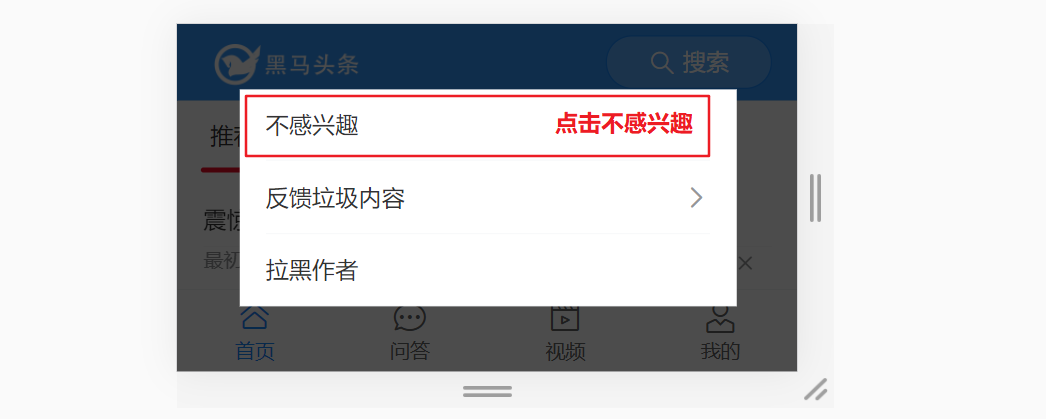 黑马头条
搜索
不感兴趣 点击不感兴趣
推荐
反馈垃圾内容
震惊
最初
拉黑作者
首页 问答 视频 我的